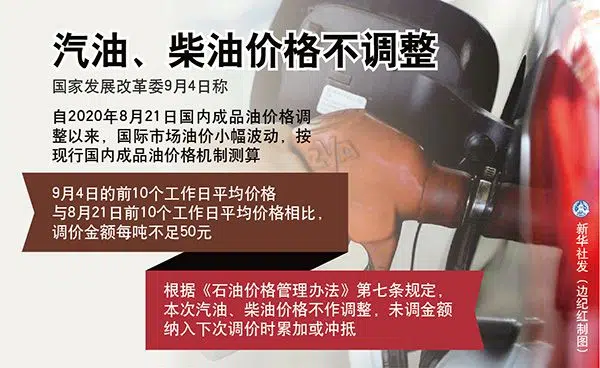 汽油、柴油价格不调整
国家发展改革委9月4日称
自2020年8月21日国内成品油价格调
整以来，国际市场油价小幅波动，按
现行国内成品油价格机制测算
9月4日的前10个工作日平均价格
与8月21日前10个工作日平均价格相比，
调价金额每吨不足50元
根据《石油价格管理办法》第七条规定，
本次汽油、柴油价格不作调整，未调金额
纳入下次调价时累加或冲抵
新华社发（边纪红制图）